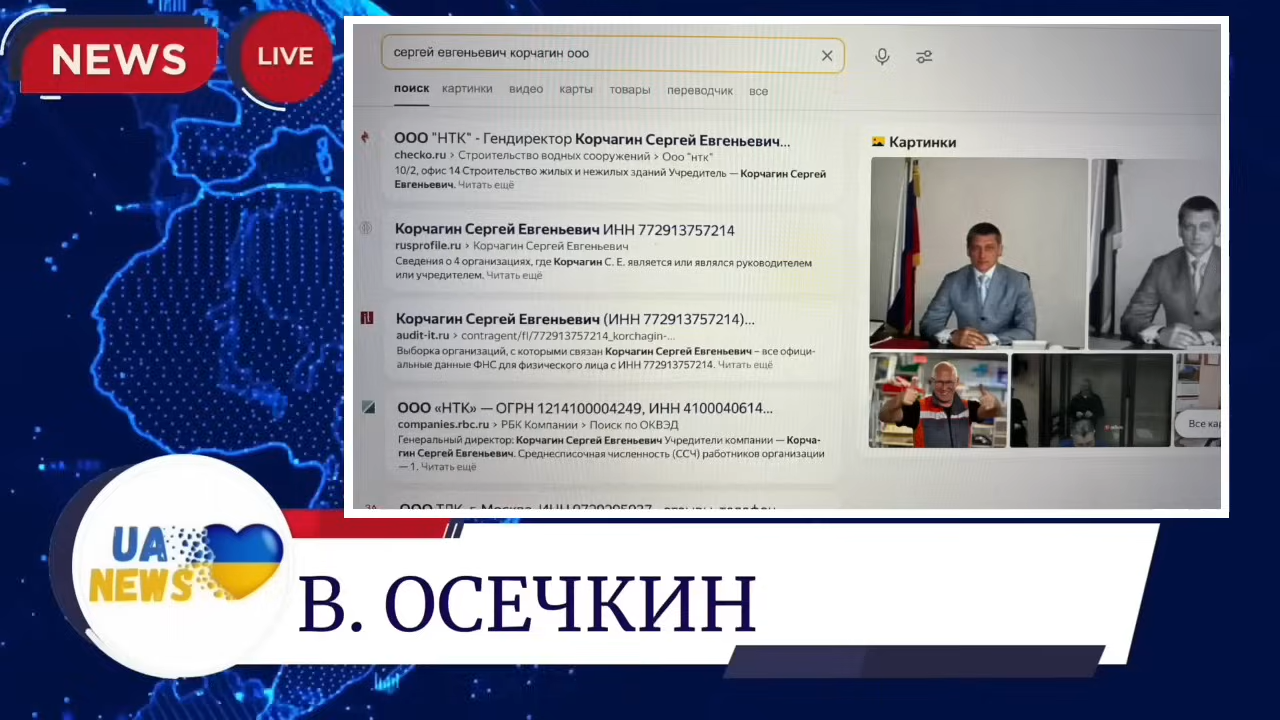 NEWS
LIVE
сергей евгеньевич корчагин ооо
поиск картинки видео карты товары переводчик все
ООО "НТК" - Гендиректор Корчагин Сергей Евгеньевич...
checko.ru › Строительство водных сооружений › Ооо "нтк"
10/2, офис 14 Строительство жилых и нежилых зданий Учредитель — Корчагин Сергей
Евгеньевич. Читать ещё
Корчагин Сергей Евгеньевич ИНН 772913757214
rusprofile.ru › Корчагин Сергей Евгеньевич
Сведения о 4 организациях, где Корчагин С. Е. является или являлся руководителем
или учредителем. Читать ещё
Корчагин Сергей Евгеньевич (ИНН 772913757214)...
audit-it.ru › contragent/fl/772913757214_korchagin-...
Выборка организаций, с которыми связан Корчагин Сергей Евгеньевич – все офици-
альные данные ФНС для физического лица с ИНН 772913757214. Читать ещё
ООО «НТК» — ОГРН 1214100004249, ИНН 4100040614...
companies.rbc.ru › РБК Компании › Поиск по ОКВЭД
Генеральный директор: Корчагин Сергей Евгеньевич Учредители компании — Корча-
гин Сергей Евгеньевич. Среднесписочная численность (ССЧ) работников организации
— 1. Читать ещё
Картинки
Все
UA
NEWS
В. ОСЕЧКИН